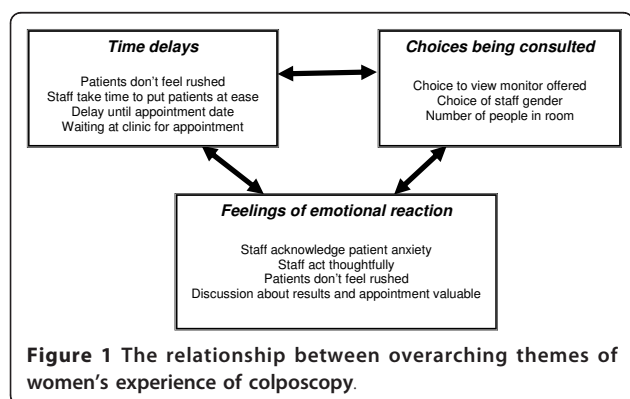 Time delays
Patients don't feel rushed
Staff take time to put patients at ease
Delay until appointment date
Waiting at clinic for appointment
Choices being consulted
Choice to view monitor offered
Choice of staff gender
Number of people in room
Feelings of emotional reaction
Staff acknowledge patient anxiety
Staff act thoughtfully
Patients don't feel rushed
Discussion about results and appointment valuable
Figure 1 The relationship between overarching themes of
women's experience of colposcopy.